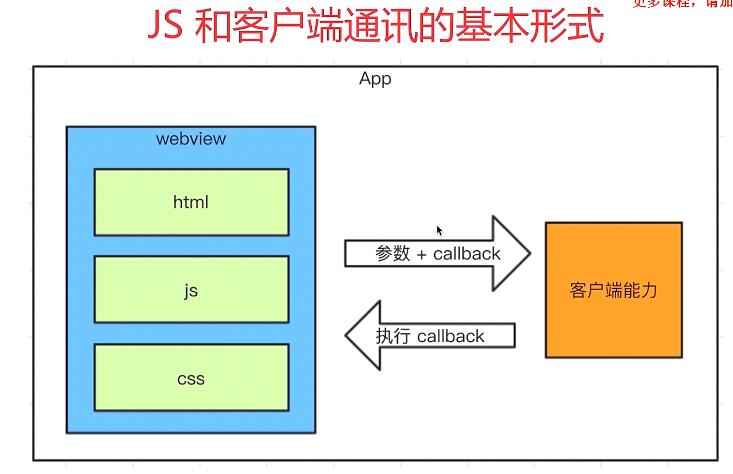 更多课程，请加
JS 和客户端通讯的基本形式
App
webview
html
js
css
参数 + callback
执行 callback
客户端能力